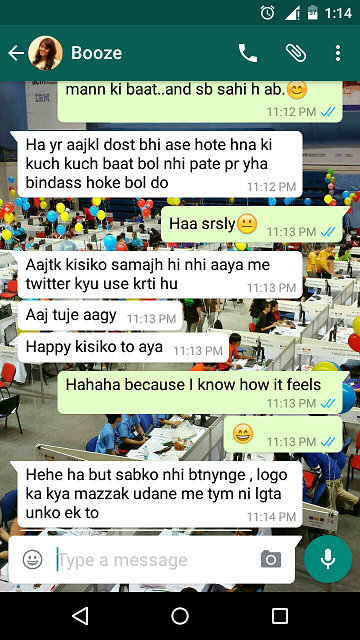 1:14
Booze
mann ki baat..and sb sahi h ab.😊
11:12 PM
IBM
Ha yr aajkl dost bhi ase hote hna ki
kuch kuch baat bol nhi pate pr yha
bindass hoke bol do
11:12 PM
Haa srsly😐
11:13 PM
Aajtk kisiko samajh hi nhi aaya me
twitter kyu use krti hu
11:13 PM
Aaj tuje aagy
11:13 PM
Happy kisiko to aya
11:13 PM
Hahaha because I know how it feels
11:13 PM
😄
11:13 PM
Hehe ha but sabko nhi btnynge , logo
ka kya mazzak udane me tym ni lgta
unko ek to
11:14 PM
Type a message